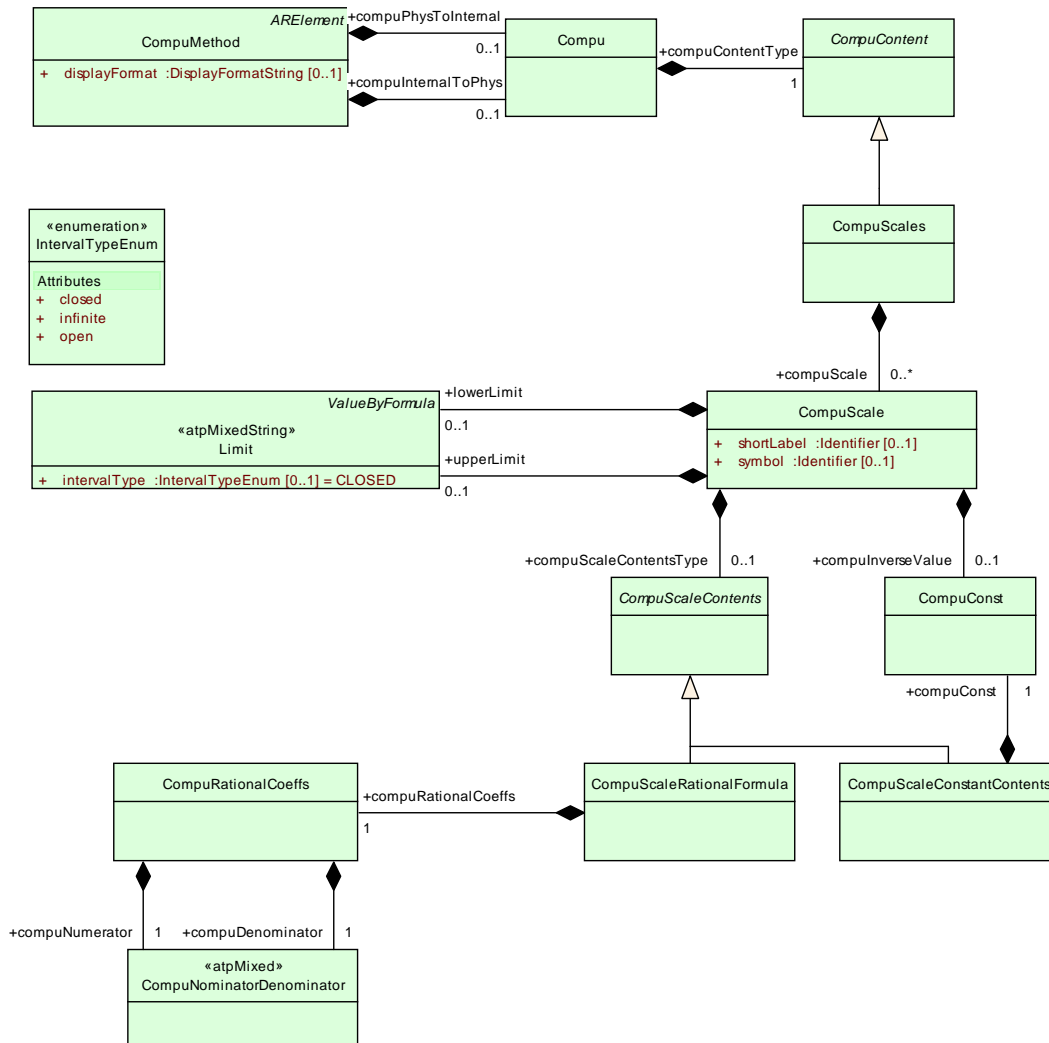 ARElement
CompuMethod
+ displayFormat :DisplayFormatString [0..1]
+compuPhysToInternal
0..1
+compuInternalToPhys
0..1
Compu
+compuContentType
1
CompuContent
«enumeration»
IntervalTypeEnum
Attributes
+ closed
+ infinite
+ open
CompuScales
+compuScale 0..*
ValueByFormula
«atpMixedString»
Limit
+ intervalType :IntervalTypeEnum [0..1] = CLOSED
+lowerLimit
0..1
+upperLimit
0..1
CompuScale
+ shortLabel :Identifier [0..1]
+ symbol :Identifier [0..1]
+compuScaleContentsType 0..1
+compuInverseValue 0..1
CompuScaleContents
CompuConst
+compuConst 1
CompuRationalCoeffs
+compuRationalCoeffs
1
CompuScaleRationalFormula
CompuScaleConstantContents
+compuNumerator 1
+compuDenominator 1
«atpMixed»
CompuNominatorDenominator